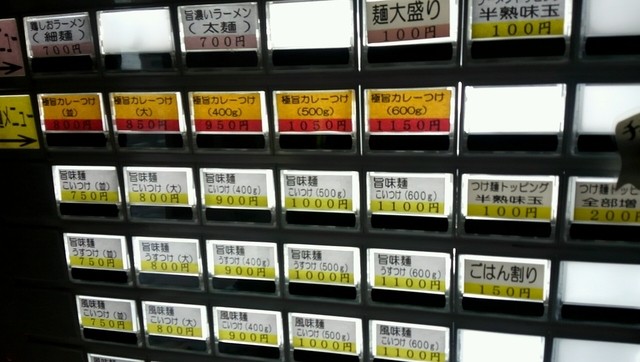 鶏しおラーメン
(細麺)
700円
旨濃いラーメン
(太麺)
700円
麺大盛り
100円
半熟味玉
100円
極旨カレーつけ
(並)
800円
極旨カレーつけ
(大)
850円
極旨カレーつけ
(400g)
950円
極旨カレーつけ
(500g)
1050円
極旨カレーつけ
(600g)
1150円
旨味麺
こいつけ(並)
750円
旨味麺
こいつけ(大)
800円
旨味麺
こいつけ(400g)
900円
旨味麺
こいつけ(500g)
1000円
旨味麺
こいつけ(600g)
1100円
つけ麺トッピング
半熟味玉
100円
つけ麺ト
全部増
200
旨味麺
うすつけ(並)
750円
旨味麺
うすつけ(大)
800円
旨味麺
うすつけ(400g)
900円
旨味麺
うすつけ(500g)
1000円
旨味麺
うすつけ(600g)
1100円
ごはん割り
150円
風味麺
こいつけ(並)
750円
風味麺
こいつけ(大)
800円
風味麺
こいつけ(400g)
900円
風味麺
こいつけ(500g)
1000円
風味麺
こいつけ(600g)
1100円